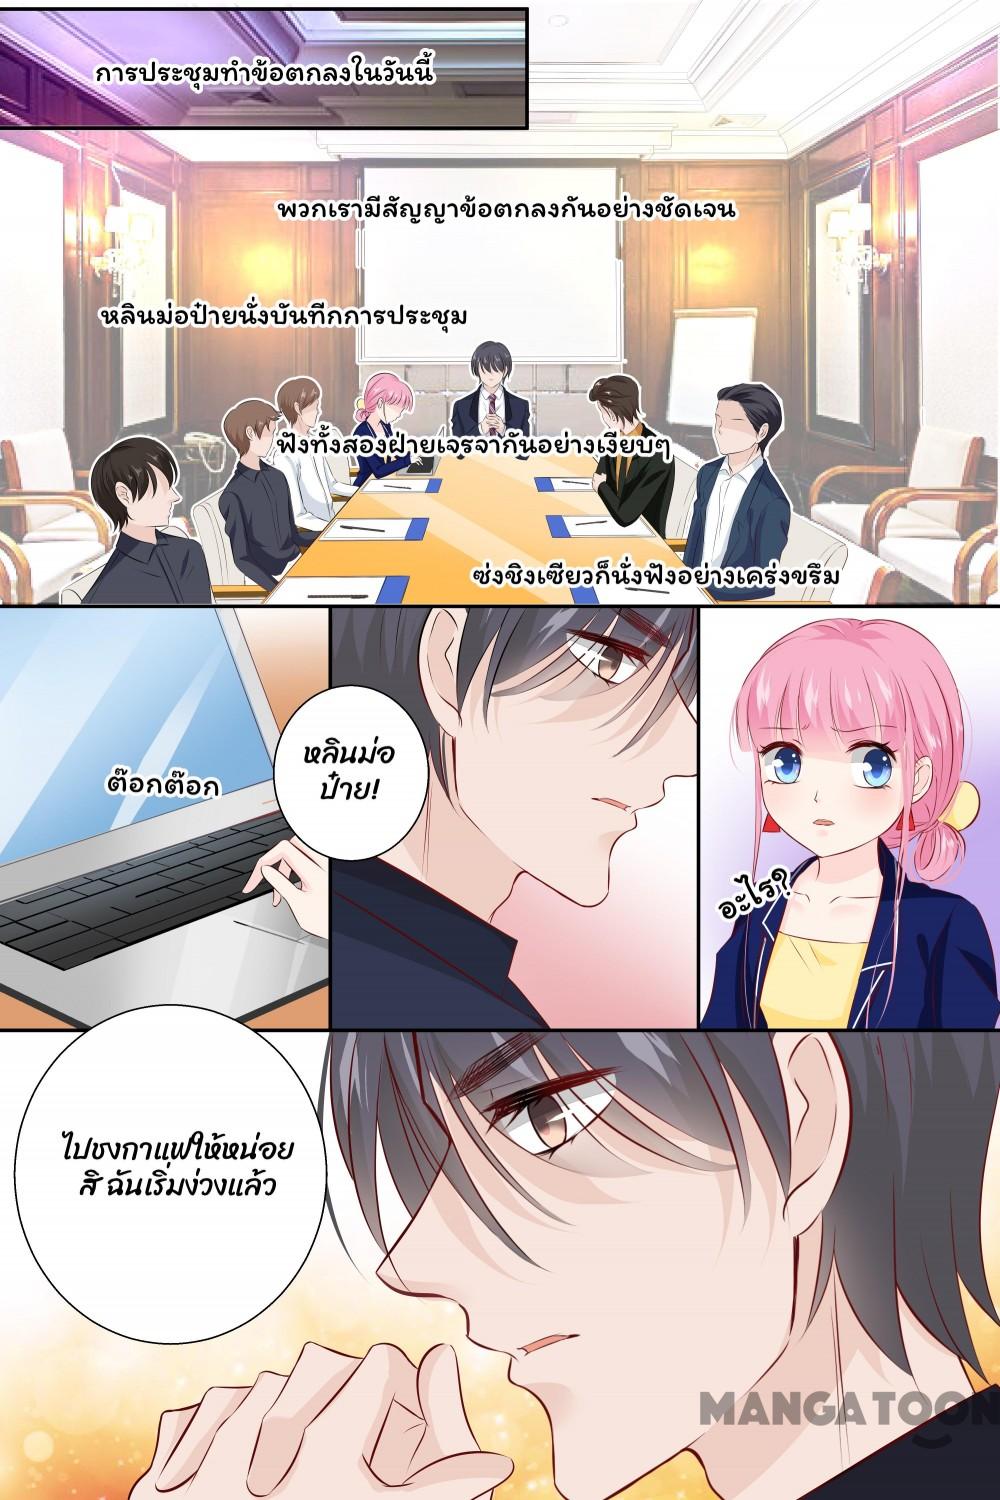 การประชุมทำข้อตกลงในวันนี้
พวกเรามีสัญญาข้อตกลงกันอย่างชัดเจน
หลินม่อป๋ายนั่งบันทึกการประชุม
ฟังทั้งสองฝ่ายเจรจากันอย่างเงียบๆ
ซ่งชิงเซียวก็นั่งฟังอย่างเคร่งขรึม
ต๊อกต๊อก
หลินม่อ
ป๋าย!
อะไร?
ไปชงกาแฟให้หน่อย
สิ ฉันเริ่มง่วงแล้ว
MANGATOON